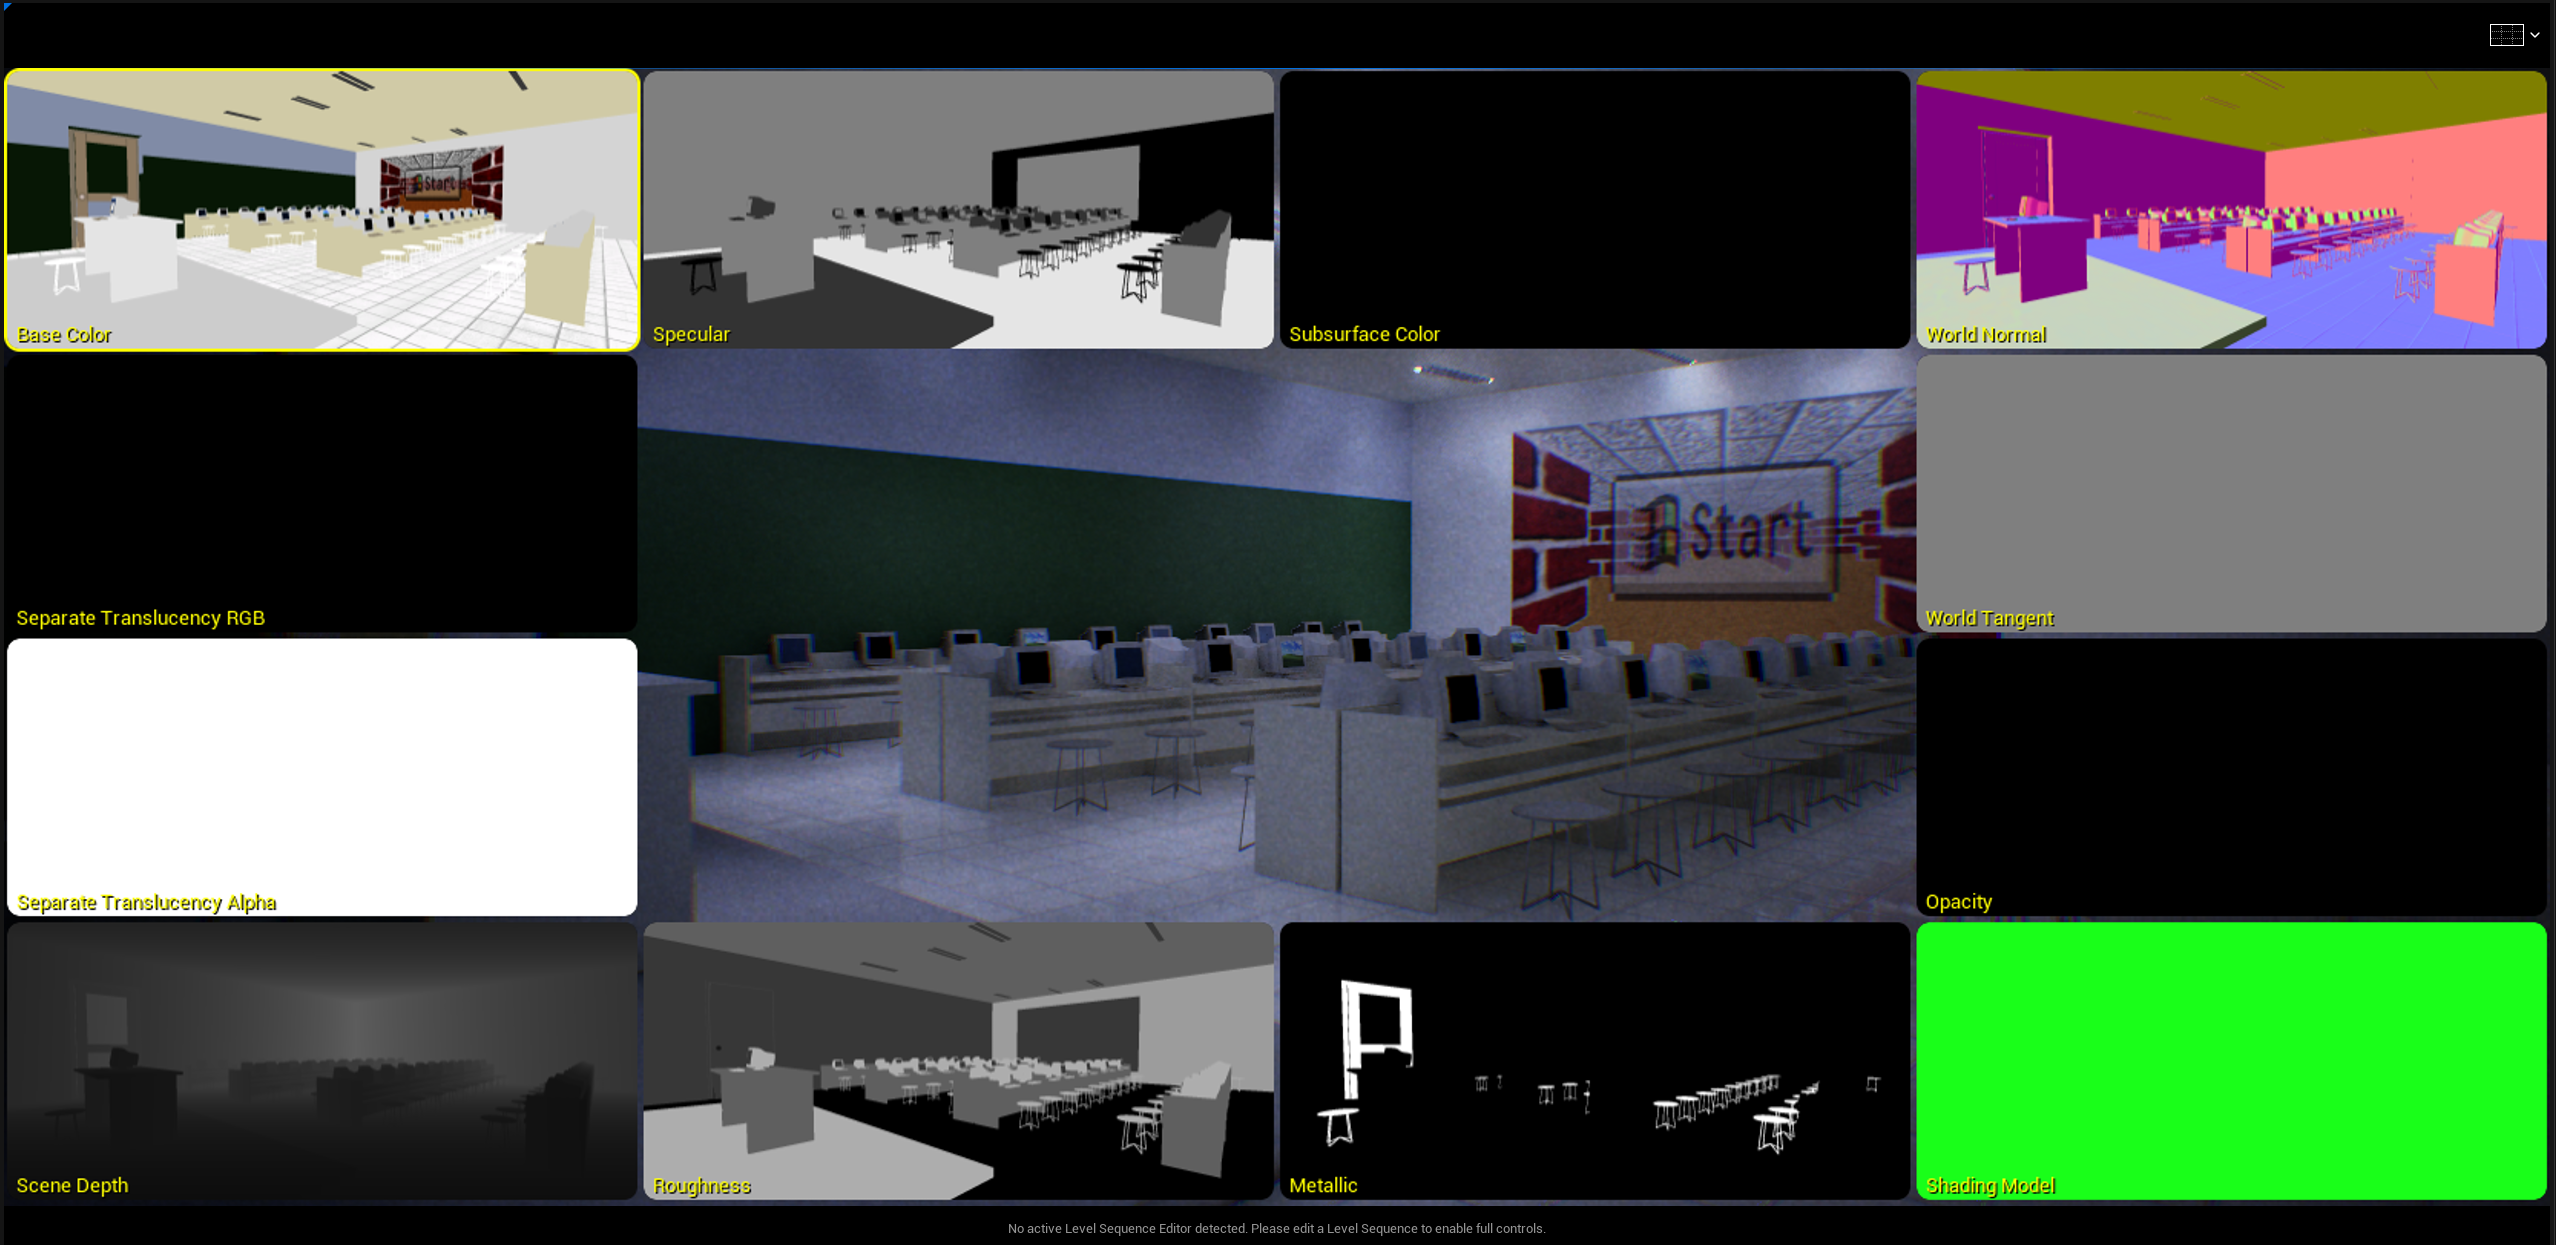 Start
Base Color
Specular
Subsurface Color
World Normal
Start
Separate Translucency RGB
World Tangent
Separate Translucency Alpha
Opacity
Scene Depth
Roughness
Metallic
Shading Model
No active Level Sequence Editor detected. Please edit a Level Sequence to enable full controls.